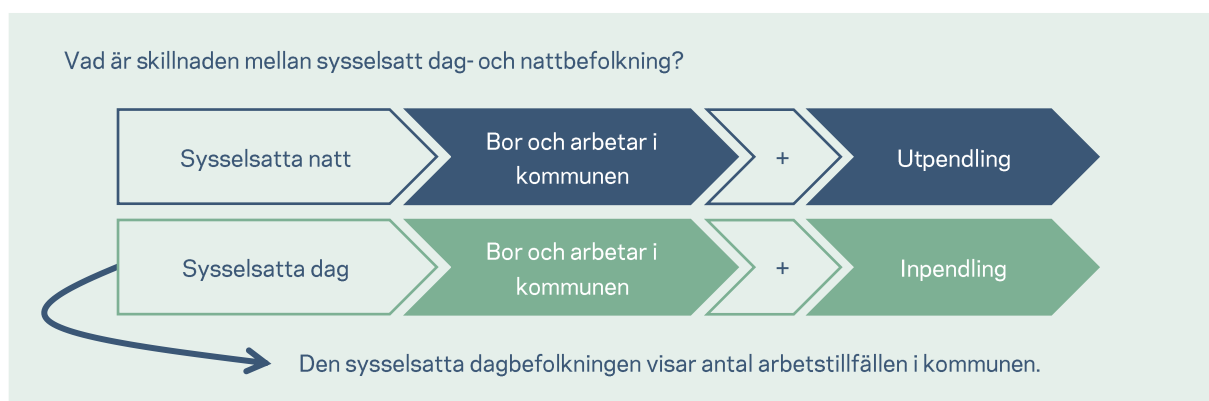 Vad är skillnaden mellan sysselsatt dag- och nattbefolkning?
Sysselsatta natt
Bor och arbetar i
kommunen
+
Utpendling
Sysselsatta dag
Bor och arbetar i
kommunen
+
Inpendling
Den sysselsatta dagbefolkningen visar antal arbetstillfällen i kommunen.